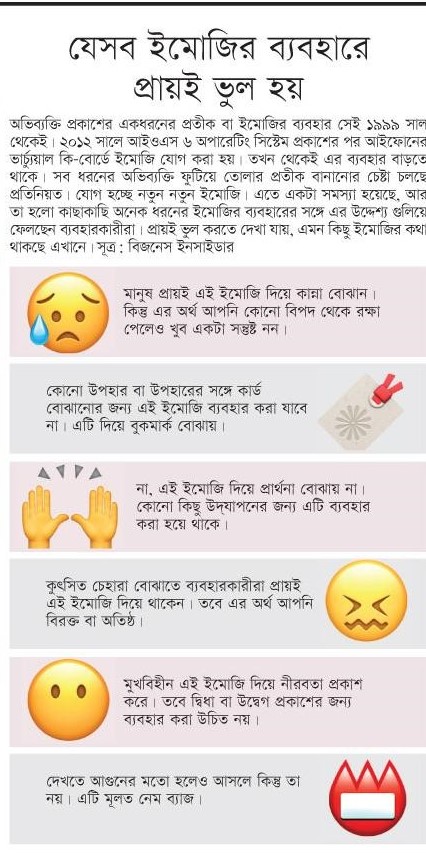 যেসব ইমোজির ব্যবহারে
প্রায়ই ভুল হয়
অভিব্যক্তি প্রকাশের একধরনের প্রতীক বা ইমোজির ব্যবহার সেই ১৯৯৯ সাল
থেকেই। ২০১২ সালে আইওএস ৬ অপারেটিং সিস্টেম প্রকাশের পর আইফোনের
ভার্চ্যুয়াল কি-বোর্ডে ইমোজি যোগ করা হয়। তখন থেকেই এর ব্যবহার বাড়তে
থাকে। সব ধরনের অভিব্যক্তি ফুটিয়ে তোলার প্রতীক বানানোর চেষ্টা চলছে
প্রতিনিয়ত। যোগ হচ্ছে নতুন নতুন ইমোজি। এতে একটা সমস্যা হয়েছে, আর
তা হলো কাছাকাছি অনেক ধরনের ইমোজির ব্যবহারের সঙ্গে এর উদ্দেশ্য গুলিয়ে
ফেলছেন ব্যবহারকারীরা। প্রায়ই ভুল করতে দেখা যায়, এমন কিছু ইমোজির কথা
থাকছে এখানে। সূত্র : বিজনেস ইনসাইডার
মানুষ প্রায়ই এই ইমোজি দিয়ে কান্না বোঝান।
কিন্তু এর অর্থ আপনি কোনো বিপদ থেকে রক্ষা
পেলেও খুব একটা সন্তুষ্ট নন।
কোনো উপহার বা উপহারের সঙ্গে কার্ড
বোঝানোর জন্য এই ইমোজি ব্যবহার করা যাবে
না। এটি দিয়ে বুকমার্ক বোঝায়।
না, এই ইমোজি দিয়ে প্রার্থনা বোঝায় না।
কোনো কিছু উদ্‌যাপনের জন্য এটি ব্যবহার
করা হয়ে থাকে।
কুৎসিত চেহারা বোঝাতে ব্যবহারকারীরা প্রায়ই
এই ইমোজি দিয়ে থাকেন। তবে এর অর্থ আপনি
বিরক্ত বা অতিষ্ঠ।
মুখবিহীন এই ইমোজি দিয়ে নীরবতা প্রকাশ
করে। তবে দ্বিধা বা উদ্বেগ প্রকাশের জন্য
ব্যবহার করা উচিত নয়।
দেখতে আগুনের মতো হলেও আসলে কিন্তু তা
নয়। এটি মূলত নেম ব্যাজ।